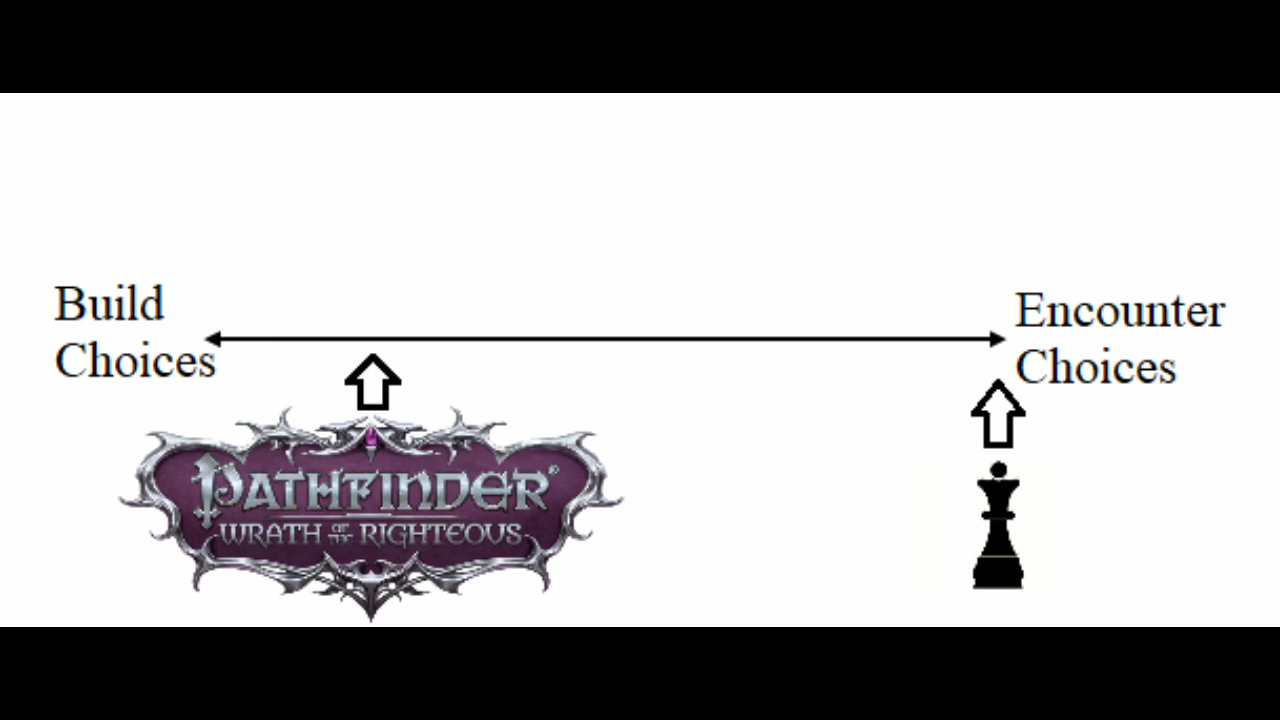 Build
Choices
Encounter
Choices
PATHFINDER®
WRATH OF THE RIGHTEOUS